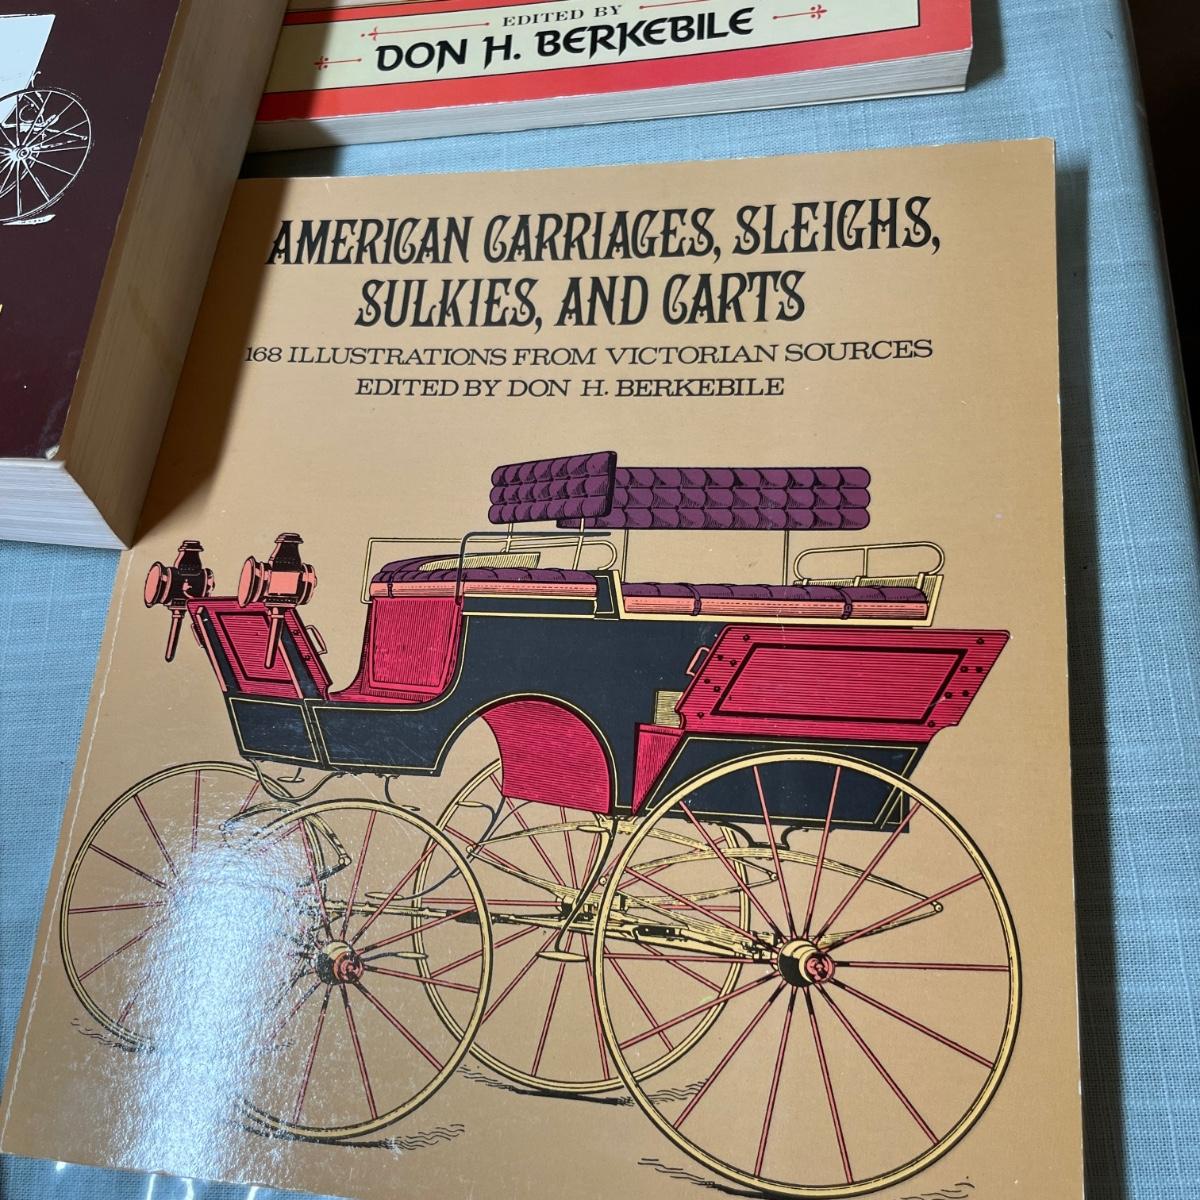 EDITED BY
DON H. BERKEBILE
AMERICAN CARRIAGES, SLEIGHS,
SULKIES, AND CARTS
168 ILLUSTRATIONS FROM VICTORIAN SOURCES
EDITED BY DON H. BERKEBILE